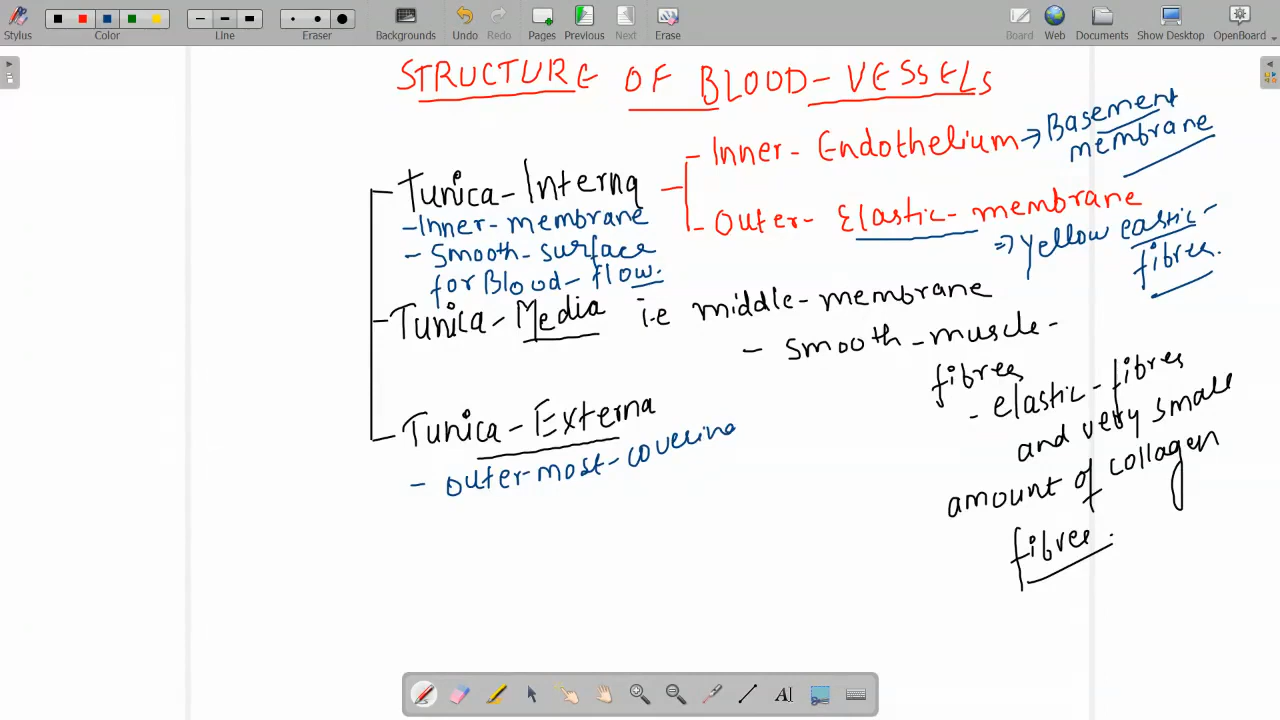 Stylus
Color
Line
Eraser
Backgrounds
Undo
Redo
Pages
Previous
Next
Erase
Board
Web
Documents
Show Desktop
OpenBoard
STRUCTURE OF BLOOD-VESSELS
Tunica-Interna
-Inner-membrane
- Smooth-surface
for Blood-flow.
Inner-Endothelium → Basement
membrane
Outer- Elastic-membrane
⇒ Yellow eastic-
fibres.
Tunica-Media i.e middle-membrane
- smooth-muscle-
fibres
- elastic-fibres
and very small
amount of collagen
fibres.
Tunica-Externa
- outer-most-covering